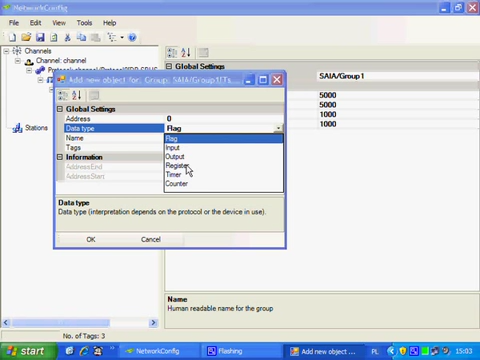 NetworkConfig
File Edit View Tools Help
Channels
Channel: channel
Stations
Global Settings
SAIA/Group1
5000
5000
1000
1000
Add new object for: Group: SAIA/Group1
Global Settings
Address 0
Data type Flag
Name
Tags
Information
AddressEnd
AddressStart
Flag
Input
Output
Register
Timer
Counter
Data type
Data type (interpretation depends on the protocol or the device in use).
OK Cancel
Name
Human readable name for the group
No. of Tags: 3
start
NetworkConfig
Flashing
Add new object ...
PL
15:03